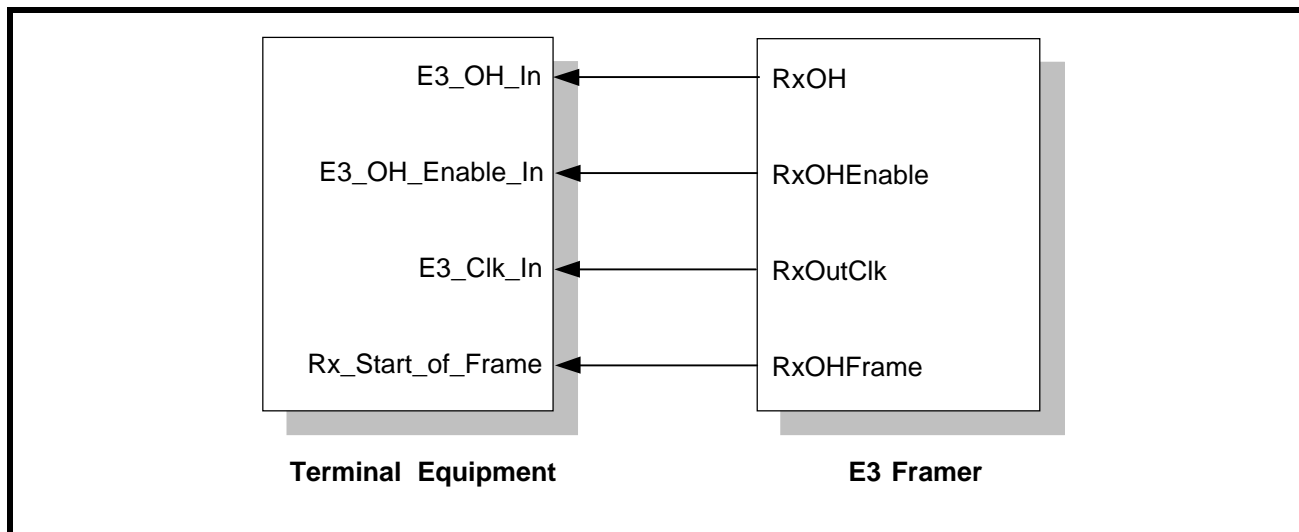 E3_OH_In
RxOH
E3_OH_Enable_In
RxOHEnable
E3_Clk_In
RxOutClk
Rx_Start_of_Frame
RxOHFrame
Terminal Equipment
E3 Framer